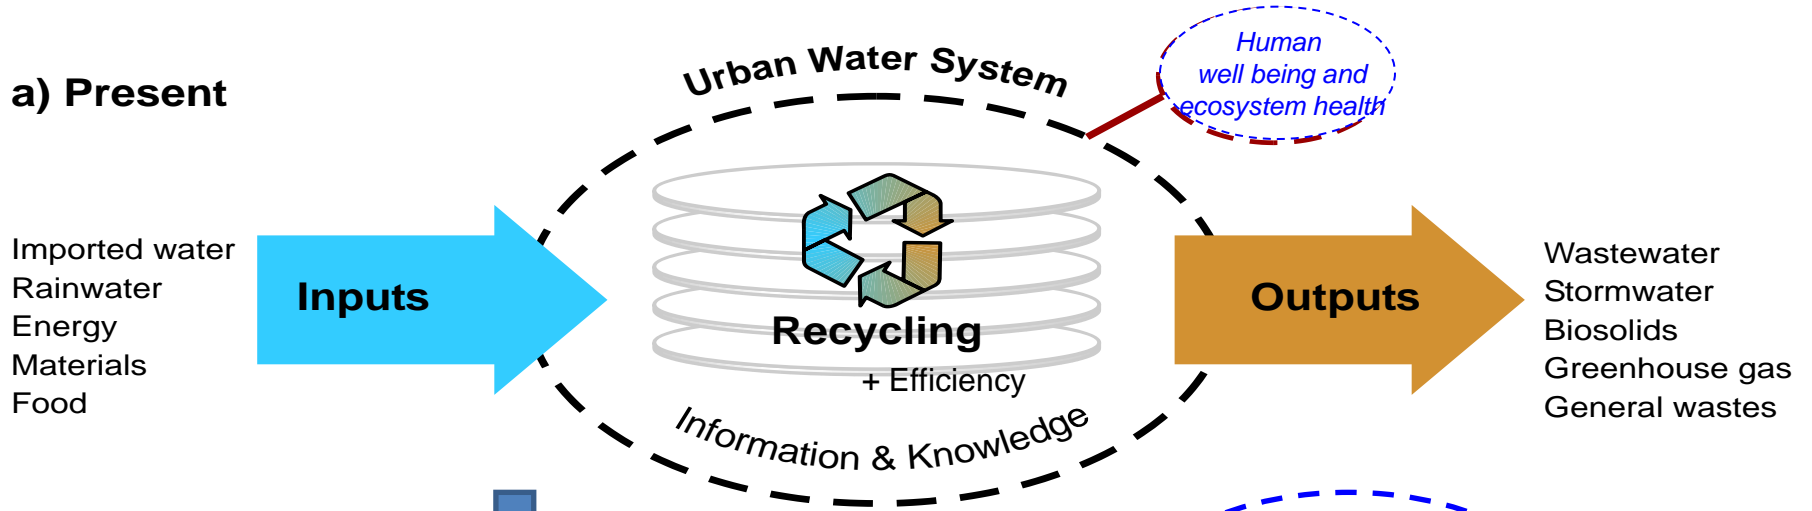 a) Present
Urban Water System
Human
well being and
ecosystem health
Imported water
Rainwater
Energy
Materials
Food
Inputs
Recycling
+ Efficiency
Information & Knowledge
Outputs
Wastewater
Stormwater
Biosolids
Greenhouse gas
General wastes